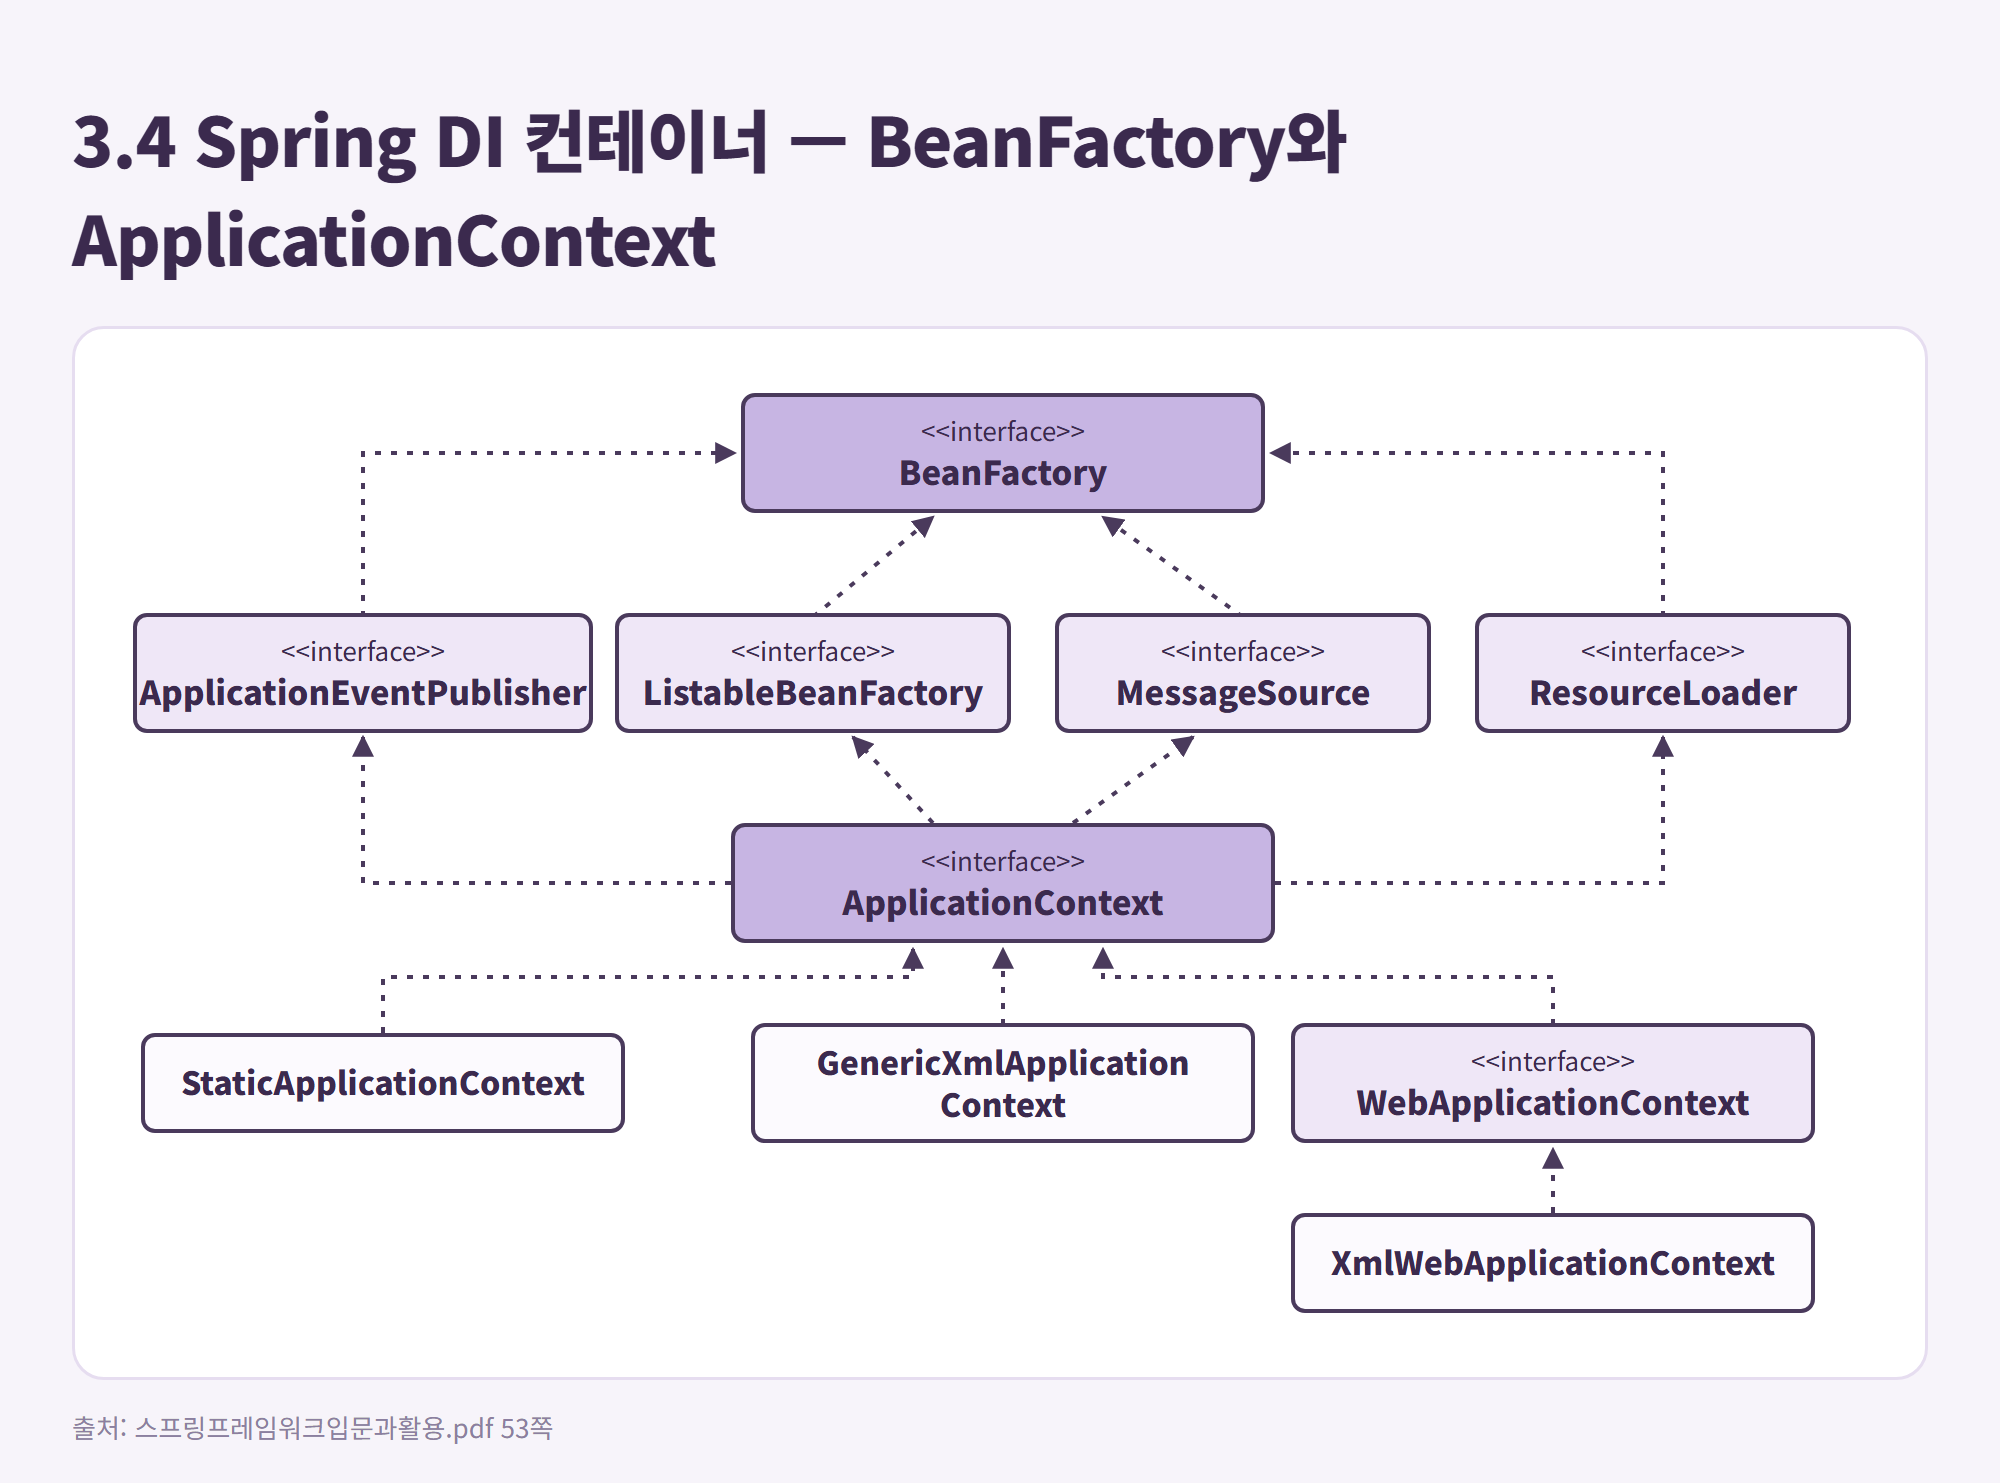 3.4 Spring DI 컨테이너 — BeanFactory와
ApplicationContext
<<interface>>
BeanFactory
<<interface>>
ApplicationEventPublisher
<<interface>>
ListableBeanFactory
<<interface>>
MessageSource
<<interface>>
ResourceLoader
<<interface>>
ApplicationContext
StaticApplicationContext
GenericXmlApplication
Context
<<interface>>
WebApplicationContext
XmlWebApplicationContext
출처: 스프링프레임워크입문과활용.pdf 53쪽